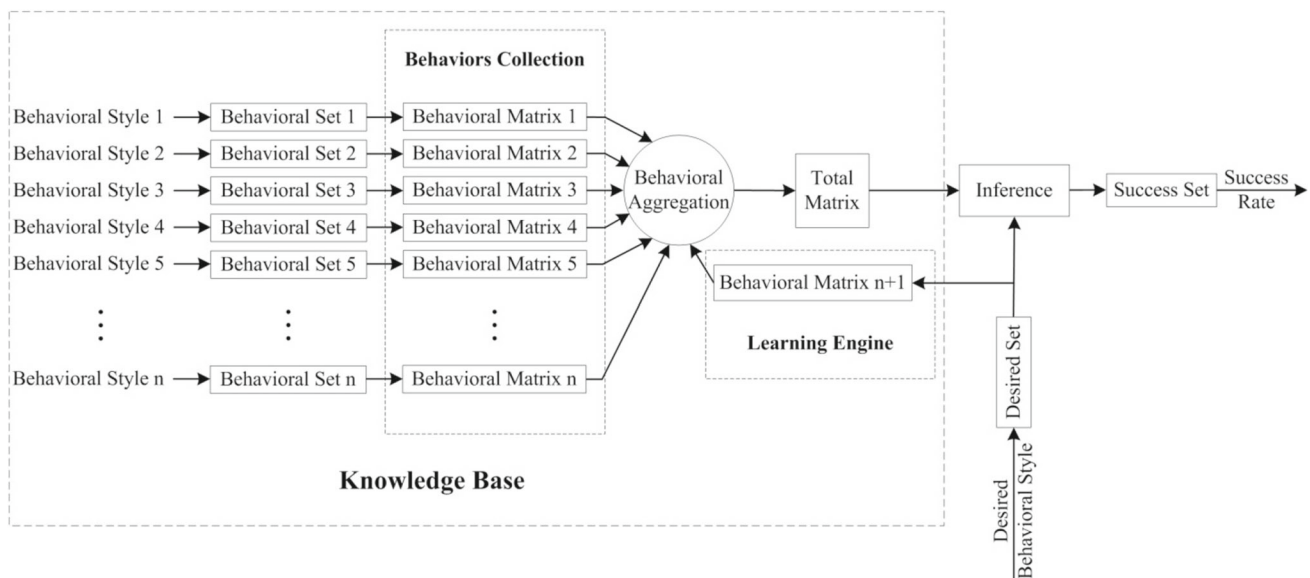 Behaviors Collection
Behavioral Style 1
Behavioral Set 1
Behavioral Matrix 1
Behavioral Style 2
Behavioral Set 2
Behavioral Matrix 2
Behavioral Style 3
Behavioral Set 3
Behavioral Matrix 3
Behavioral Style 4
Behavioral Set 4
Behavioral Matrix 4
Behavioral Style 5
Behavioral Set 5
Behavioral Matrix 5
Behavioral Style n
Behavioral Set n
Behavioral Matrix n
Behavioral
Aggregation
Total
Matrix
Inference
Success Set
Success
Rate
Behavioral Matrix n+1
Learning Engine
Desired Set
Desired
Behavioral Style
Knowledge Base